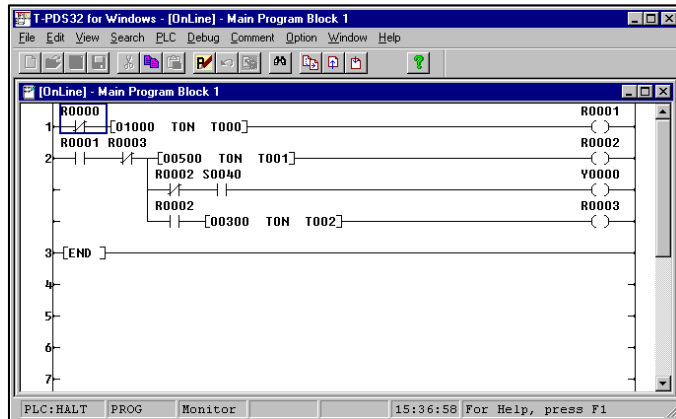 T-PDS32 for Windows - [OnLine] - Main Program Block 1
File Edit View Search PLC Debug Comment Option Window Help
[OnLine] - Main Program Block 1
R0000 R0001
1 [01000 TON T000] ( )
R0001 R0003 R0002
2 [00500 TON T001] ( )
R0002 S0040 Y0000
( )
R0002 R0003
[00300 TON T002] ( )
3 [END ]
4
5
6
7
PLC:HALT PROG Monitor 15:36:58 For Help, press F1